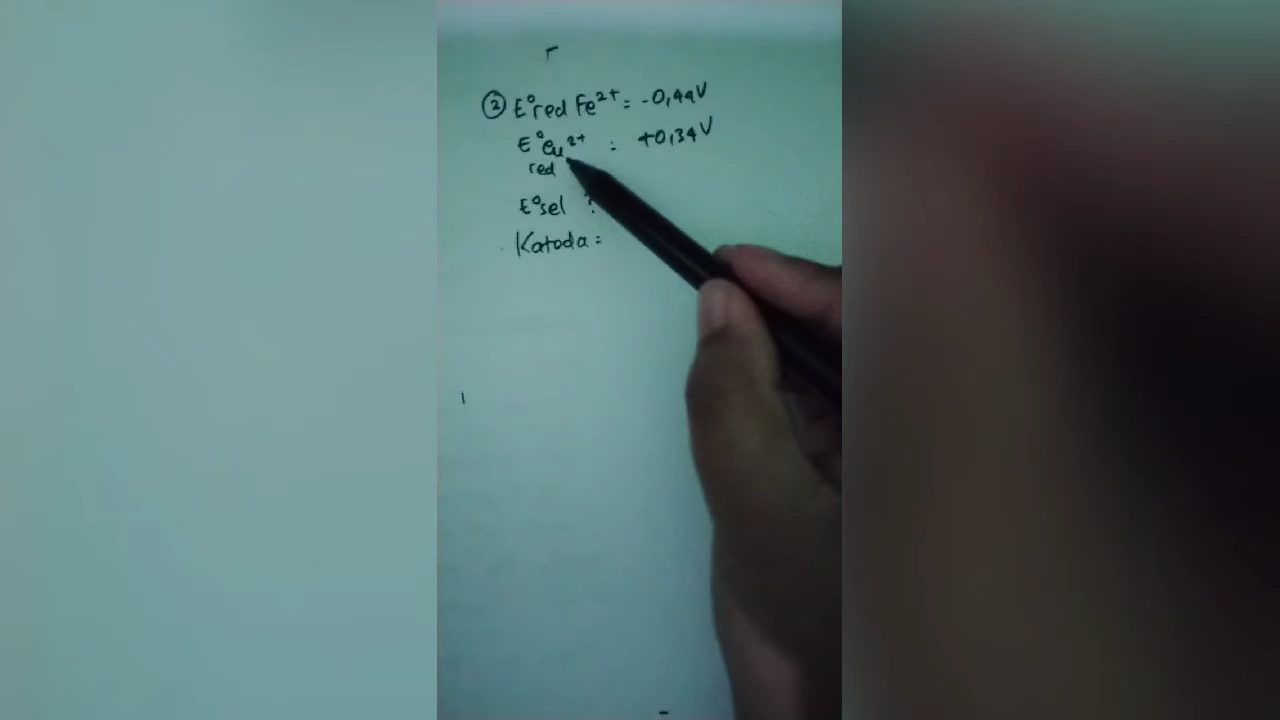 ② E°red Fe²⁺ = -0,44V
E° Cu²⁺ : +0,34V
red
E°sel ?
Katoda =